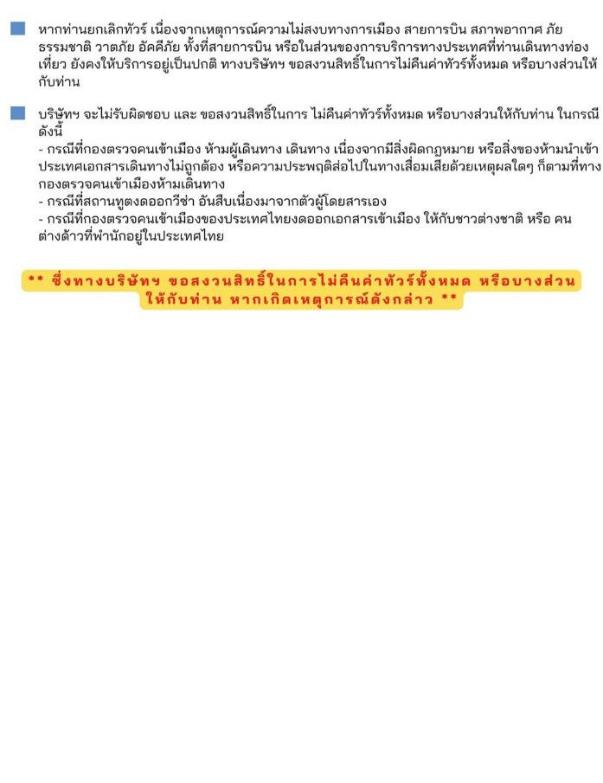 หากท่านยกเลิกทัวร์ เนื่องจากเหตุการณ์ความไม่สงบทางการเมือง สายการบิน สภาพอากาศ ภัย
ธรรมชาติ วาตภัย อัคคีภัย ทั้งที่สายการบิน หรือในส่วนของการบริการทางประเทศที่ท่านเดินทางท่อง
เที่ยว ยังคงให้บริการอยู่เป็นปกติ ทางบริษัทฯ ขอสงวนสิทธิ์ในการไม่คืนค่าทัวร์ทั้งหมด หรือบางส่วนให้
กับท่าน
บริษัทฯ จะไม่รับผิดชอบ และ ขอสงวนสิทธิ์ในการ ไม่คืนค่าทัวร์ทั้งหมด หรือบางส่วนให้กับท่าน ในกรณี
ดังนี้
- กรณีที่กองตรวจคนเข้าเมือง ห้ามผู้เดินทาง เดินทาง เนื่องจากมีสิ่งผิดกฎหมาย หรือสิ่งของห้ามนำเข้า
ประเทศเอกสารเดินทางไม่ถูกต้อง หรือความประพฤติส่อไปในทางเสื่อมเสียด้วยเหตุผลใดๆ ก็ตามที่ทาง
กองตรวจคนเข้าเมืองห้ามเดินทาง
- กรณีที่สถานทูตงดออกวีซ่า อันสืบเนื่องมาจากตัวผู้โดยสารเอง
- กรณีที่กองตรวจคนเข้าเมืองของประเทศไทยงดออกเอกสารเข้าเมือง ให้กับชาวต่างชาติ หรือ คน
ต่างด้าวที่พำนักอยู่ในประเทศไทย
** ซึ่งทางบริษัทฯ ขอสงวนสิทธิ์ในการไม่คืนค่าทัวร์ทั้งหมด หรือบางส่วน
ให้กับท่าน หากเกิดเหตุการณ์ดังกล่าว **